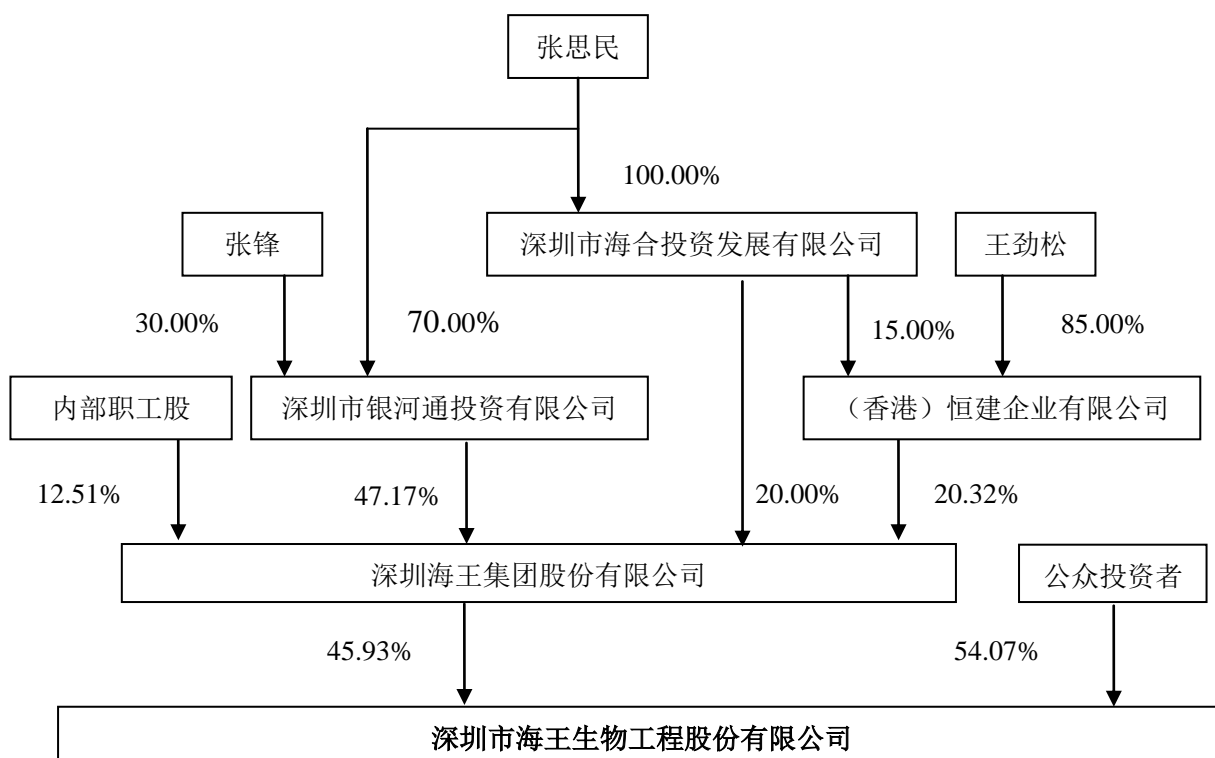 张思民
100.00%
张锋
深圳市海合投资发展有限公司
王劲松
30.00%
70.00%
15.00%
85.00%
内部职工股
深圳市银河通投资有限公司
（香港）恒建企业有限公司
12.51%
47.17%
20.00%
20.32%
深圳海王集团股份有限公司
公众投资者
45.93%
54.07%
深圳市海王生物工程股份有限公司